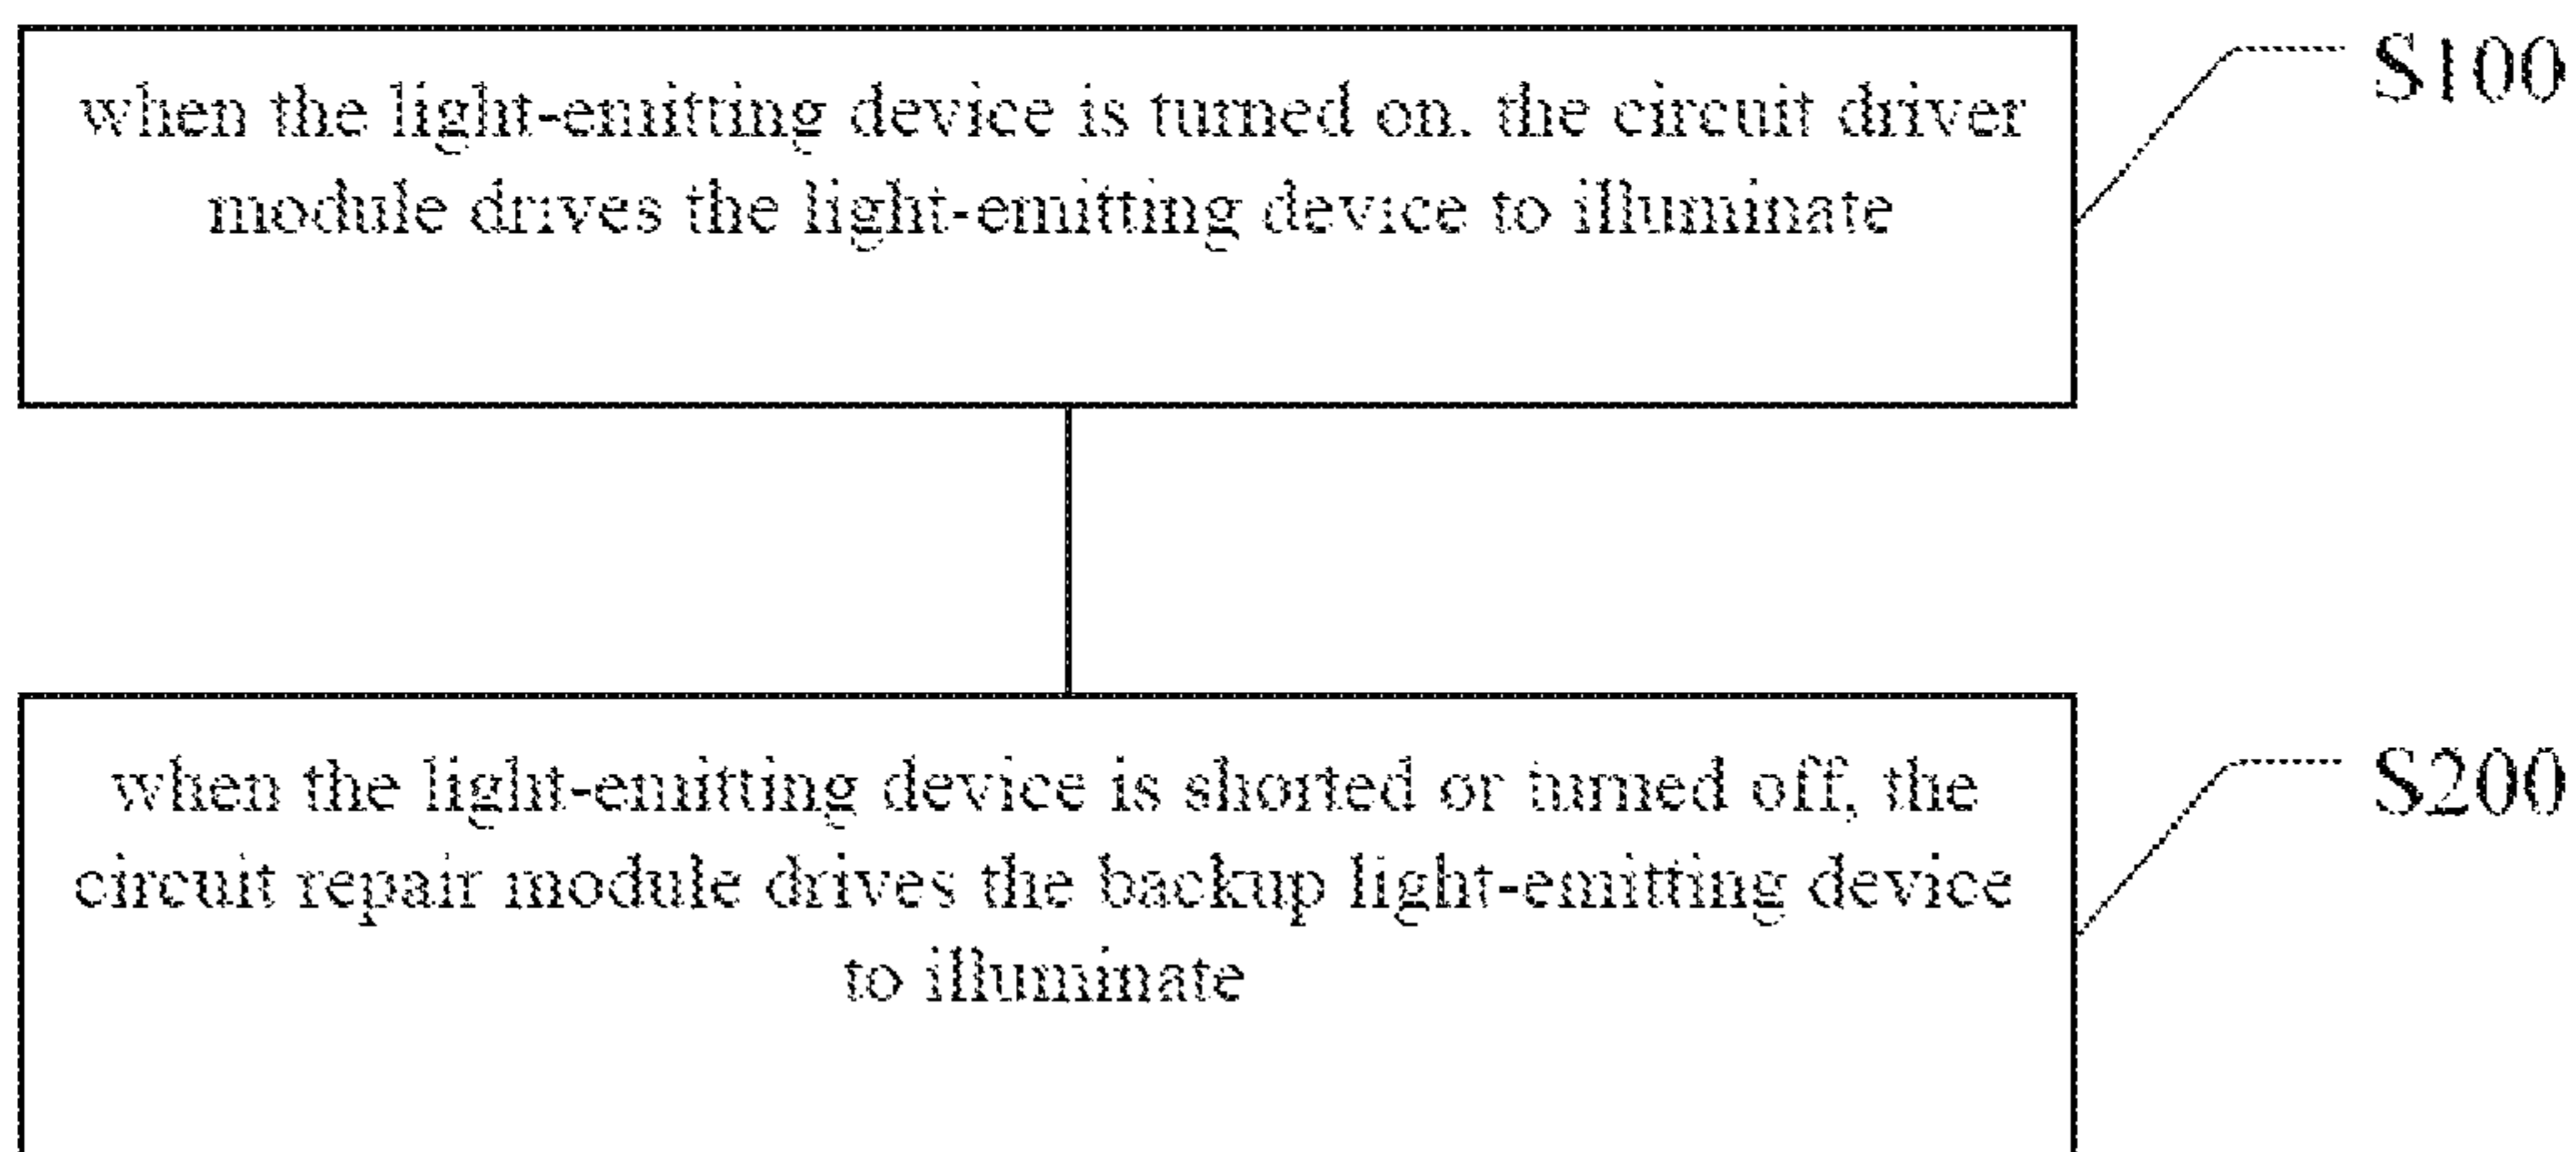 when the light-emitting device is turned on. the circuit driver
module drives the light-emitting device to illuminate
S100
when the light-emitting device is shorted or turned off, the
circuit repair module drives the backup light-emitting device
to illuminate
S200